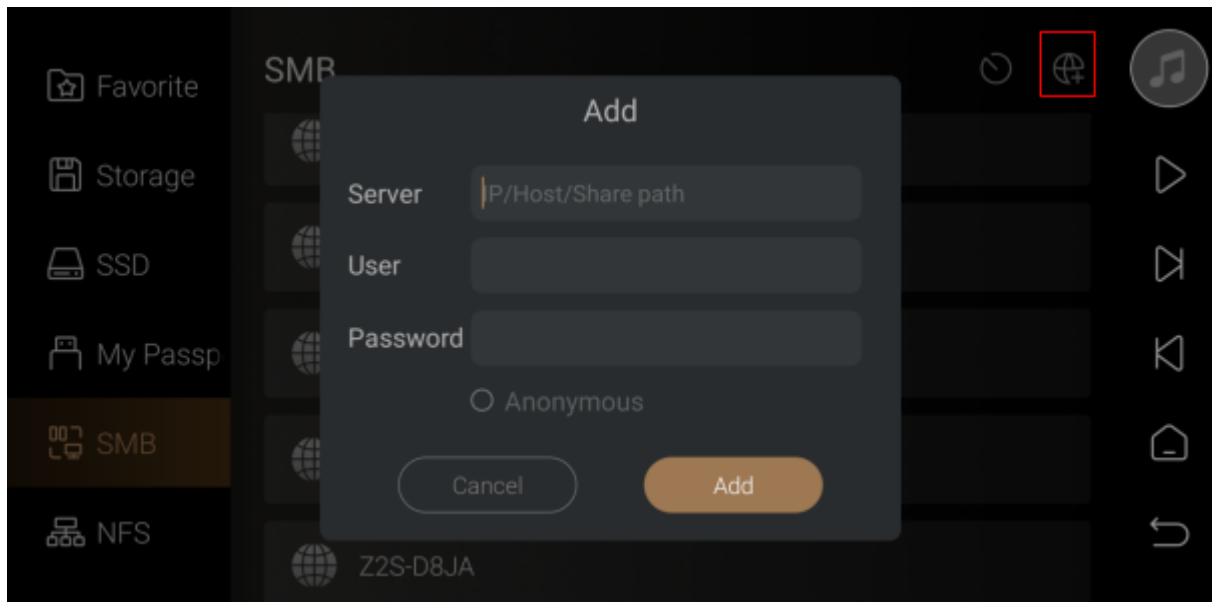 Favorite
Storage
SSD
My Passp
SMB
NFS
SMB
Add
Server
IP/Host/Share path
User
Password
Anonymous
Cancel
Add
Z2S-D8JA